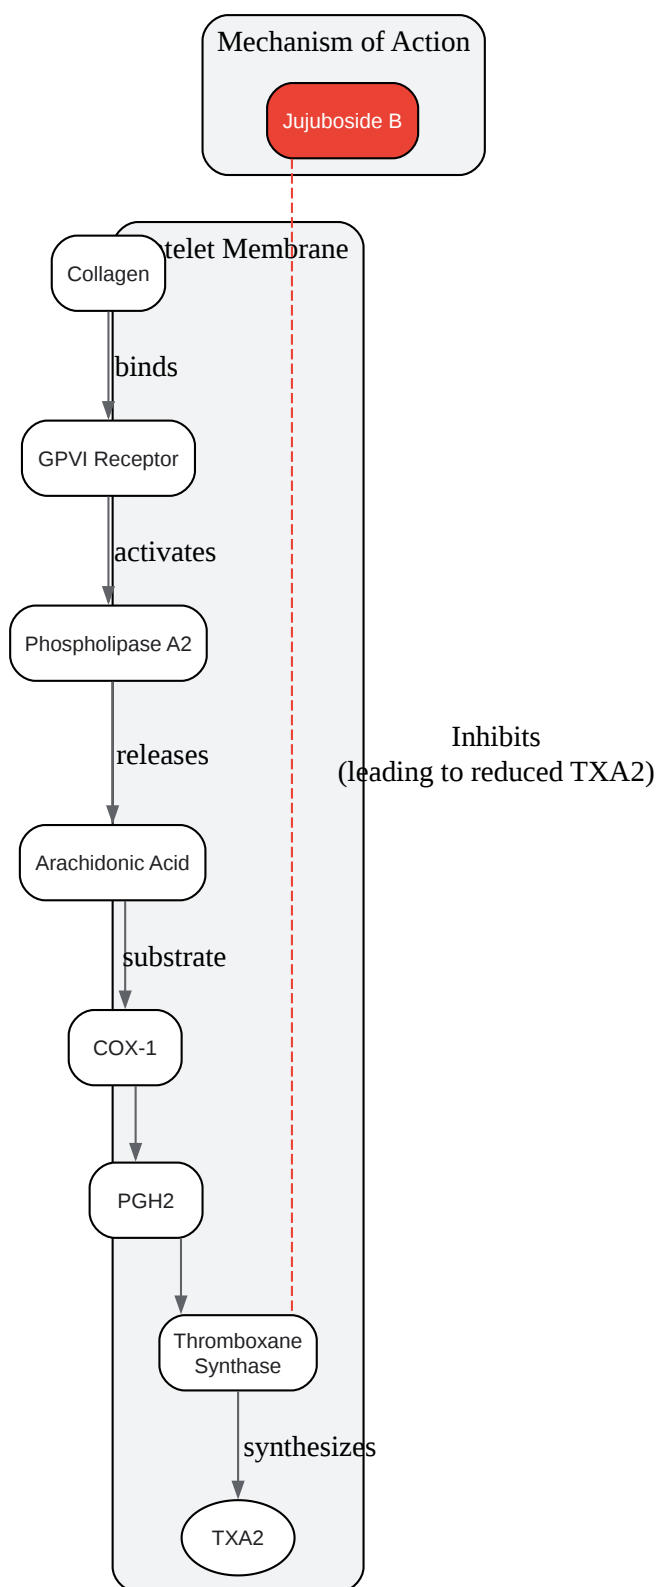 Mechanism of Action
Jujuboside B
telet Membrane
Collagen
binds
GPVI Receptor
activates
Phospholipase A2
releases
Inhibits
(leading to reduced TXA2)
Arachidonic Acid
substrate
COX-1
PGH2
Thromboxane
Synthase
synthesizes
TXA2